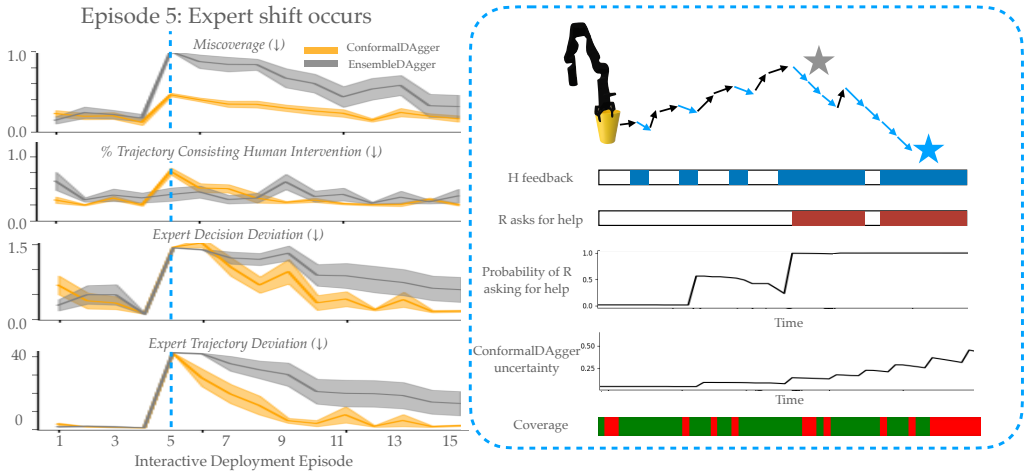 Episode 5: Expert shift occurs
Miscoverage (↓)
ConformalDAgger
EnsembleDAgger
1.0
0.0
% Trajectory Consisting Human Intervention (↓)
1.0
0.0
Expert Decision Deviation (↓)
1.5
0.0
Expert Trajectory Deviation (↓)
40
0
1 3 5 7 9 11 13 15
Interactive Deployment Episode
H feedback
R asks for help
Probability of R
asking for help
1.0
0.5
0.0
Time
ConformalDAgger
uncertainty
0.50
0.25
Time
Coverage